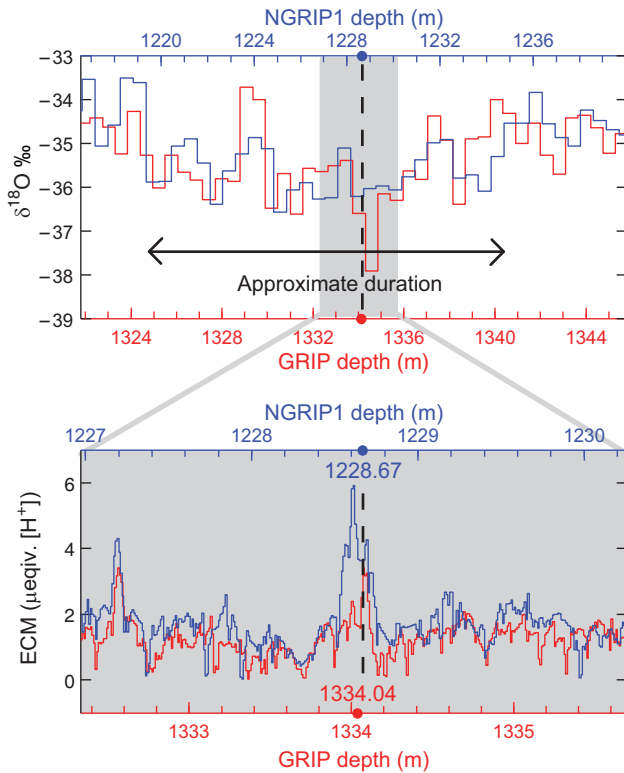 NGRIP1 depth (m)
1220 1224 1228 1232 1236
−33
−34
−35
−36
−37
−38
−39
δ18O ‰
Approximate duration
1324 1328 1332 1336 1340 1344
GRIP depth (m)
NGRIP1 depth (m)
1227 1228 1229 1230
1228.67
6
4
2
0
ECM (µeqiv. [H+])
1334.04
1333 1334 1335
GRIP depth (m)